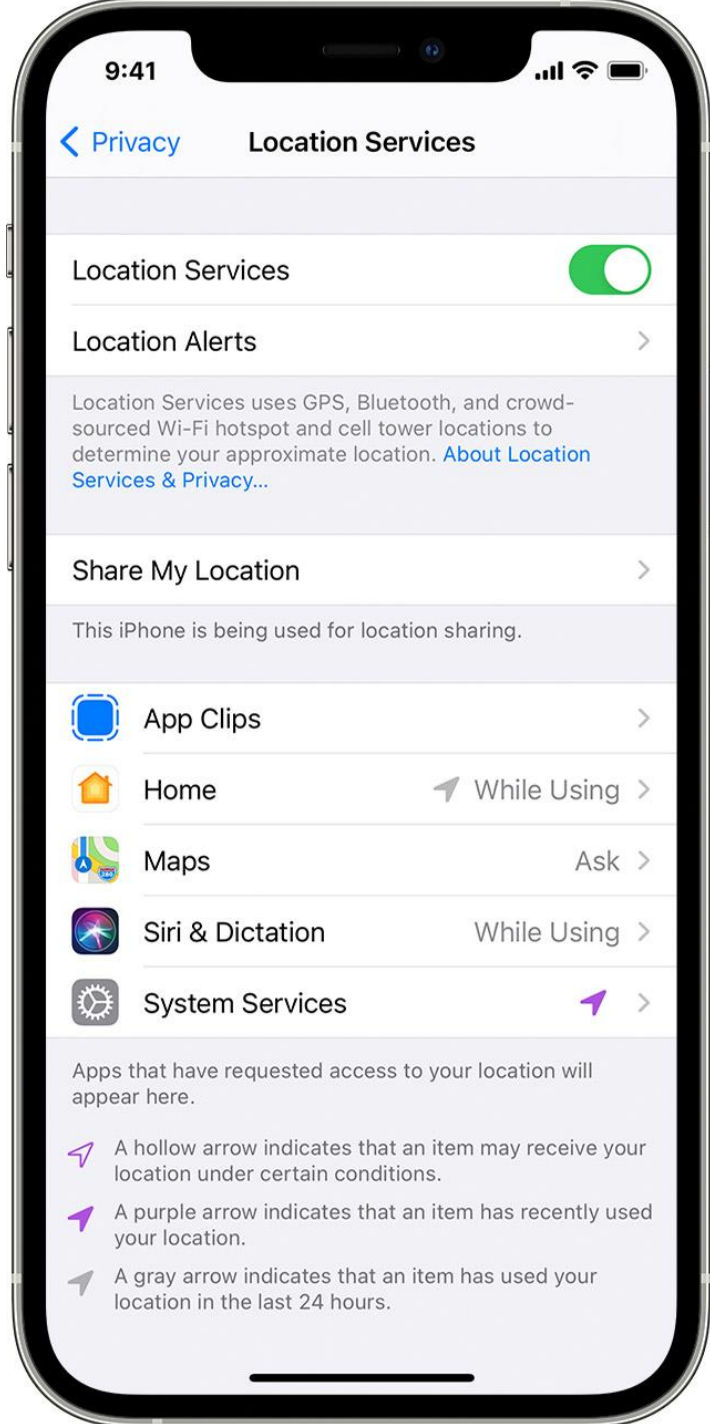 9:41
Privacy
Location Services
Location Services
Location Alerts
Location Services uses GPS, Bluetooth, and crowd-
sourced Wi-Fi hotspot and cell tower locations to
determine your approximate location. About Location
Services & Privacy...
Share My Location
This iPhone is being used for location sharing.
App Clips
Home While Using
Maps Ask
280
Siri & Dictation While Using
System Services
Apps that have requested access to your location will
appear here.
A hollow arrow indicates that an item may receive your
location under certain conditions.
A purple arrow indicates that an item has recently used
your location.
A gray arrow indicates that an item has used your
location in the last 24 hours.